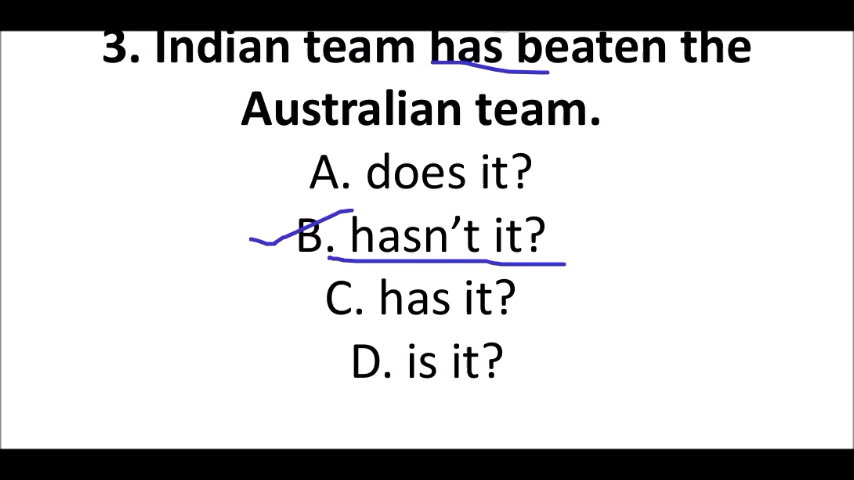 3. Indian team has beaten the
Australian team.
A. does it?
B. hasn’t it?
C. has it?
D. is it?